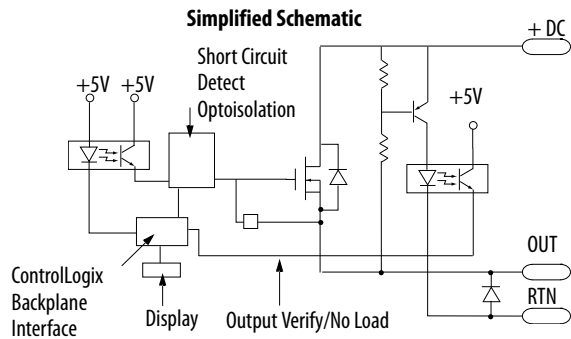 Simplified Schematic
+ DC
Short Circuit
Detect
Optoisolation
+5V +5V
+5V
OUT
RTN
ControlLogix
Backplane
Interface
Display
Output Verify/No Load